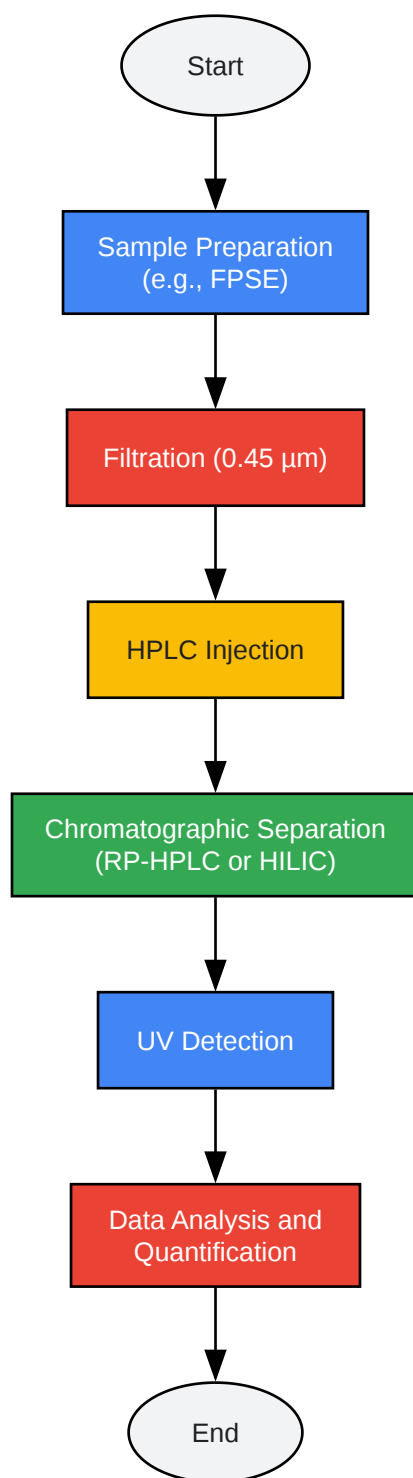 Start
Sample Preparation
(e.g., FPSE)
Filtration (0.45 µm)
HPLC Injection
Chromatographic Separation
(RP-HPLC or HILIC)
UV Detection
Data Analysis and
Quantification
End